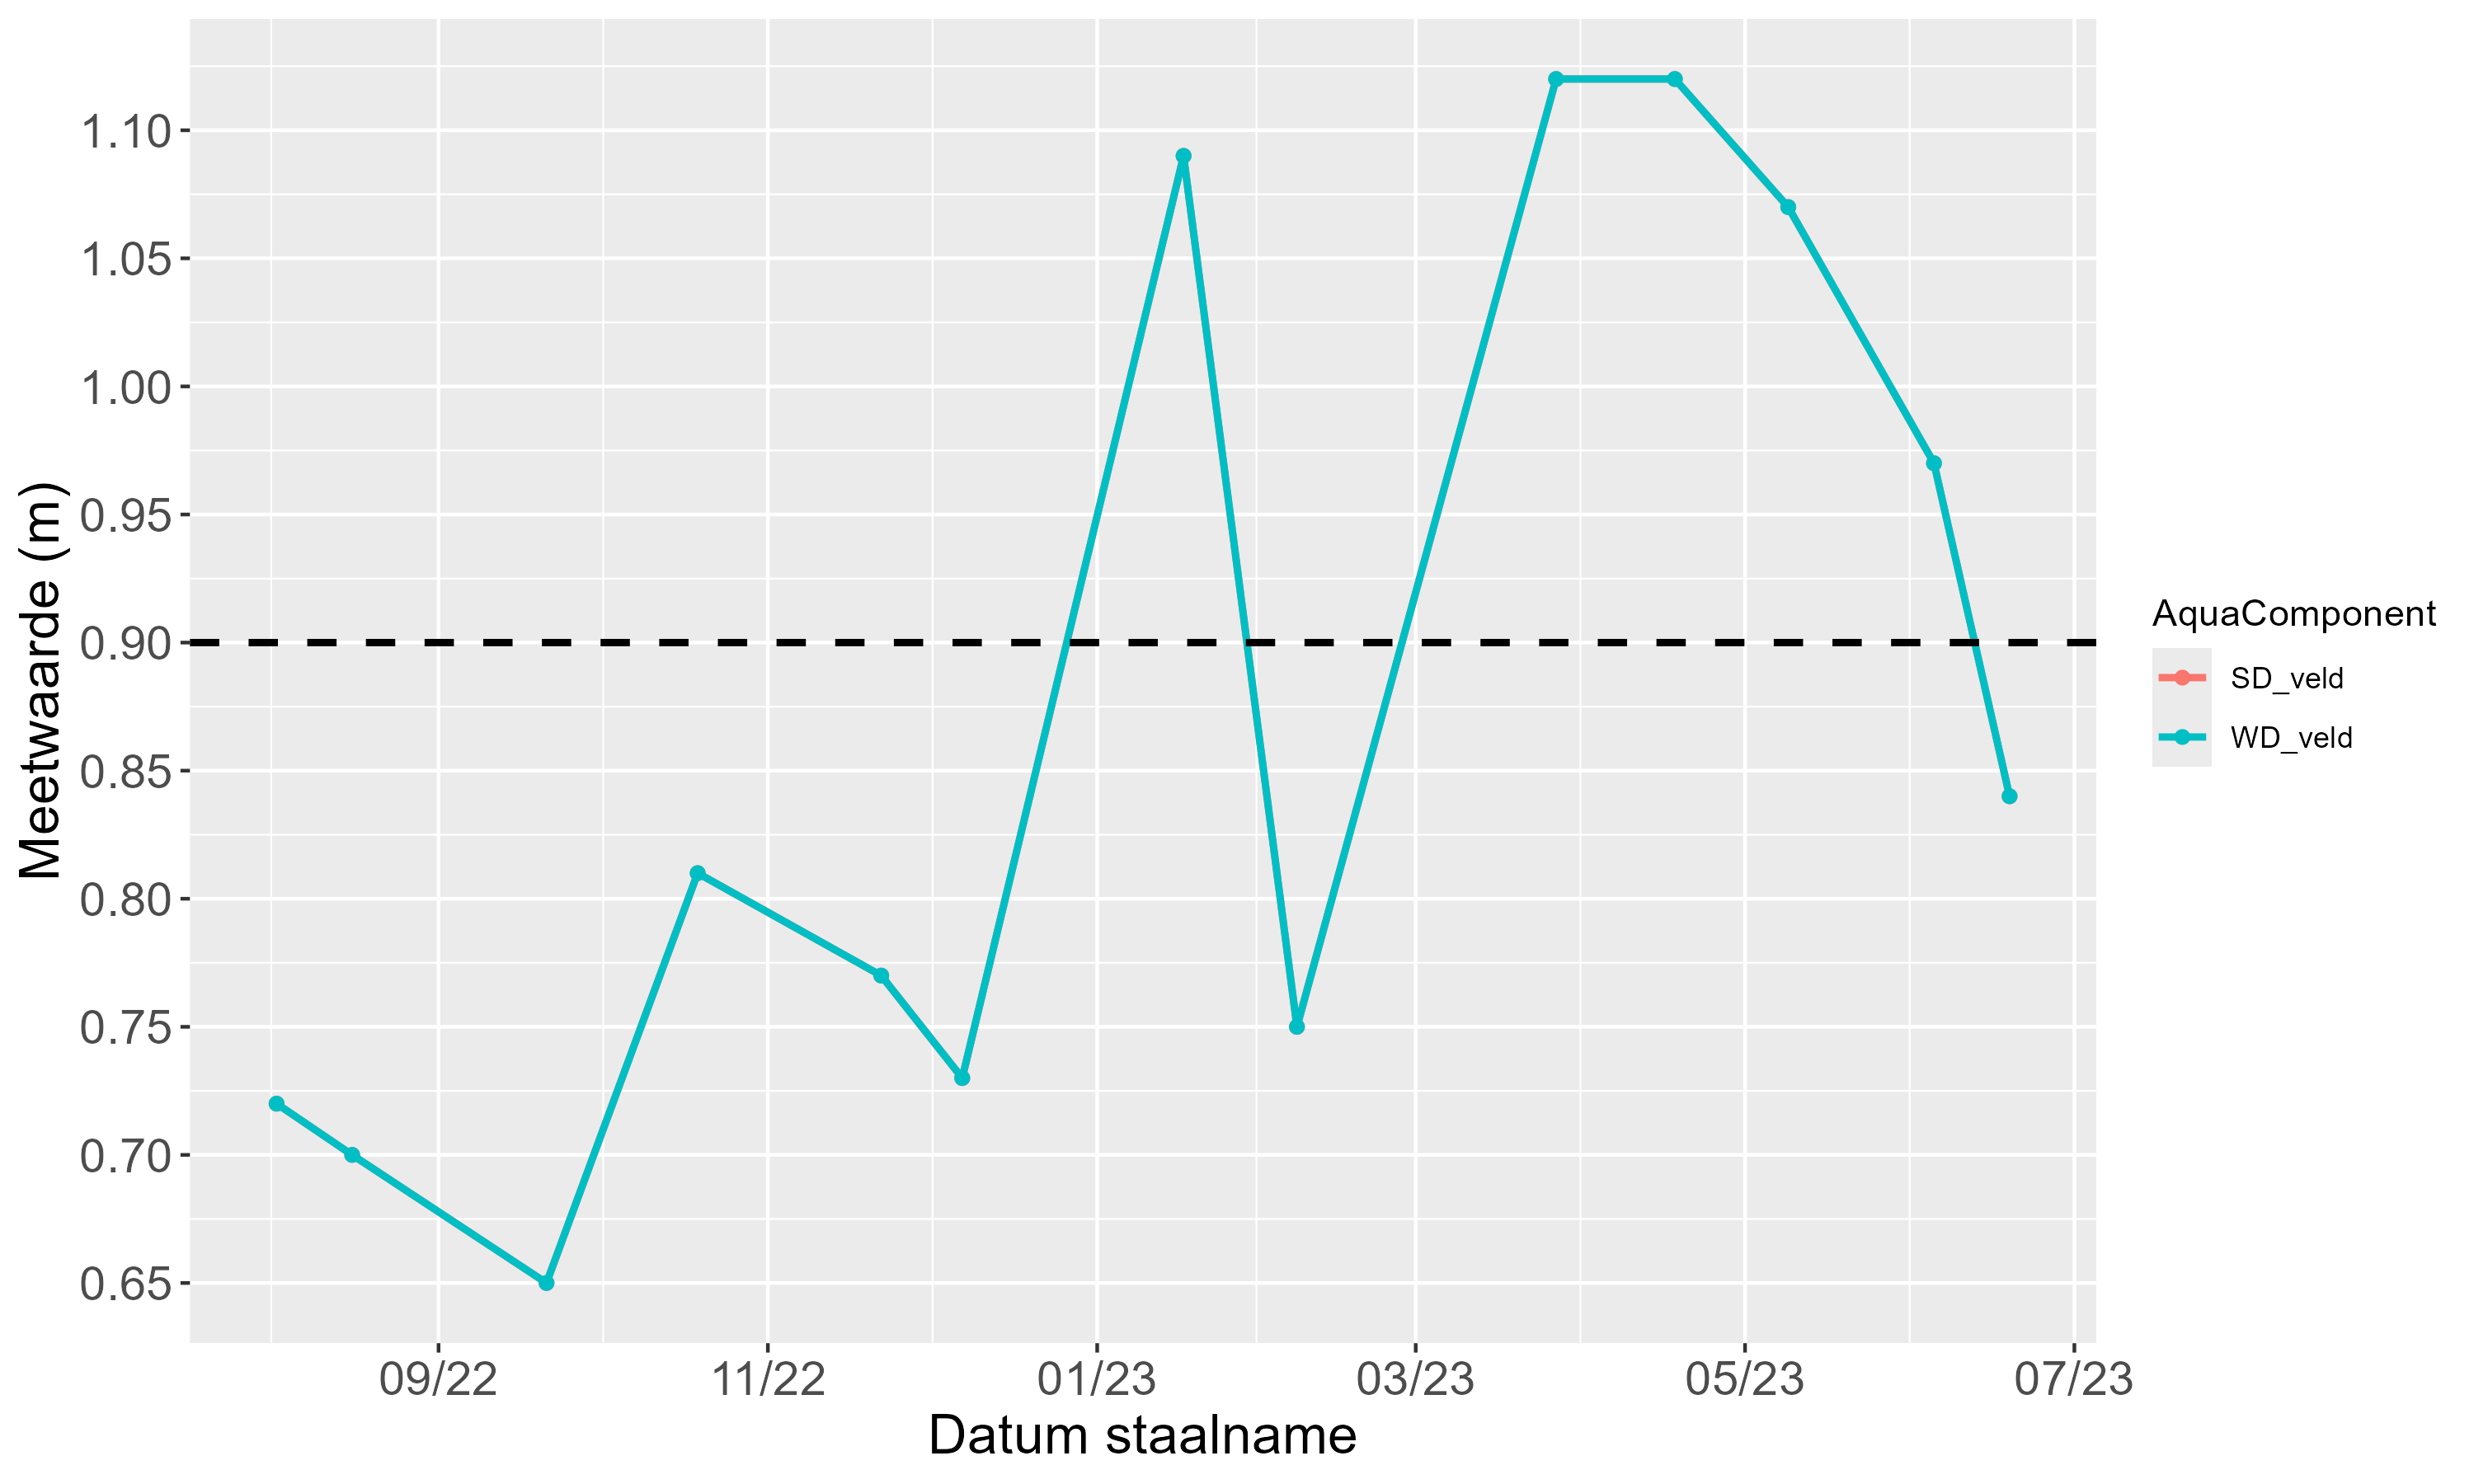 Meetwaarde (m)
1.10
1.05
1.00
0.95
0.90
0.85
0.80
0.75
0.70
0.65
09/22 11/22 01/23 03/23 05/23 07/23
Datum staalname
AquaComponent
SD_veld
WD_veld